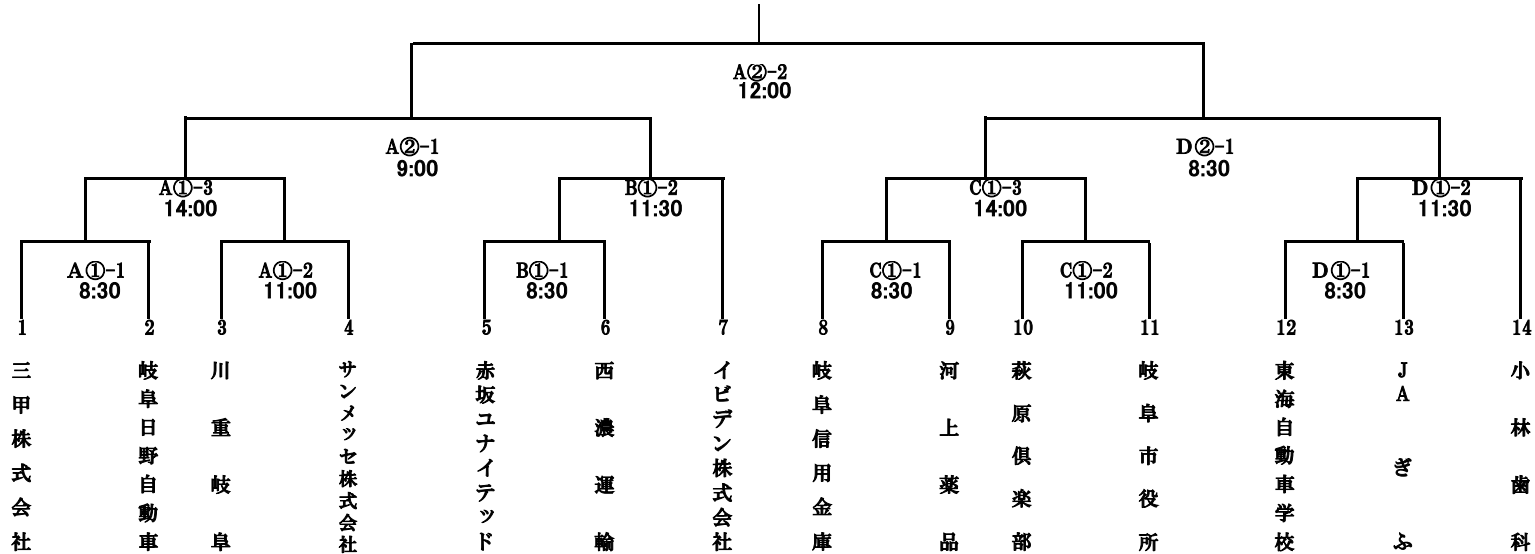 A②-2
12:00
A②-1
9:00
D②-1
8:30
A①-3
14:00
B①-2
11:30
C①-3
14:00
D①-2
11:30
A①-1
8:30
A①-2
11:00
B①-1
8:30
C①-1
8:30
C①-2
11:00
D①-1
8:30
1
2
3
4
5
6
7
8
9
10
11
12
13
14
三甲株式会社
岐阜日野自動車
川重岐阜
サンメッセ株式会社
赤坂ユナイテッド
西濃運輸
イビデン株式会社
岐阜信用金庫
河上薬品
萩原倶楽部
岐阜市役所
東海自動車学校
JAぎふ
小林歯科